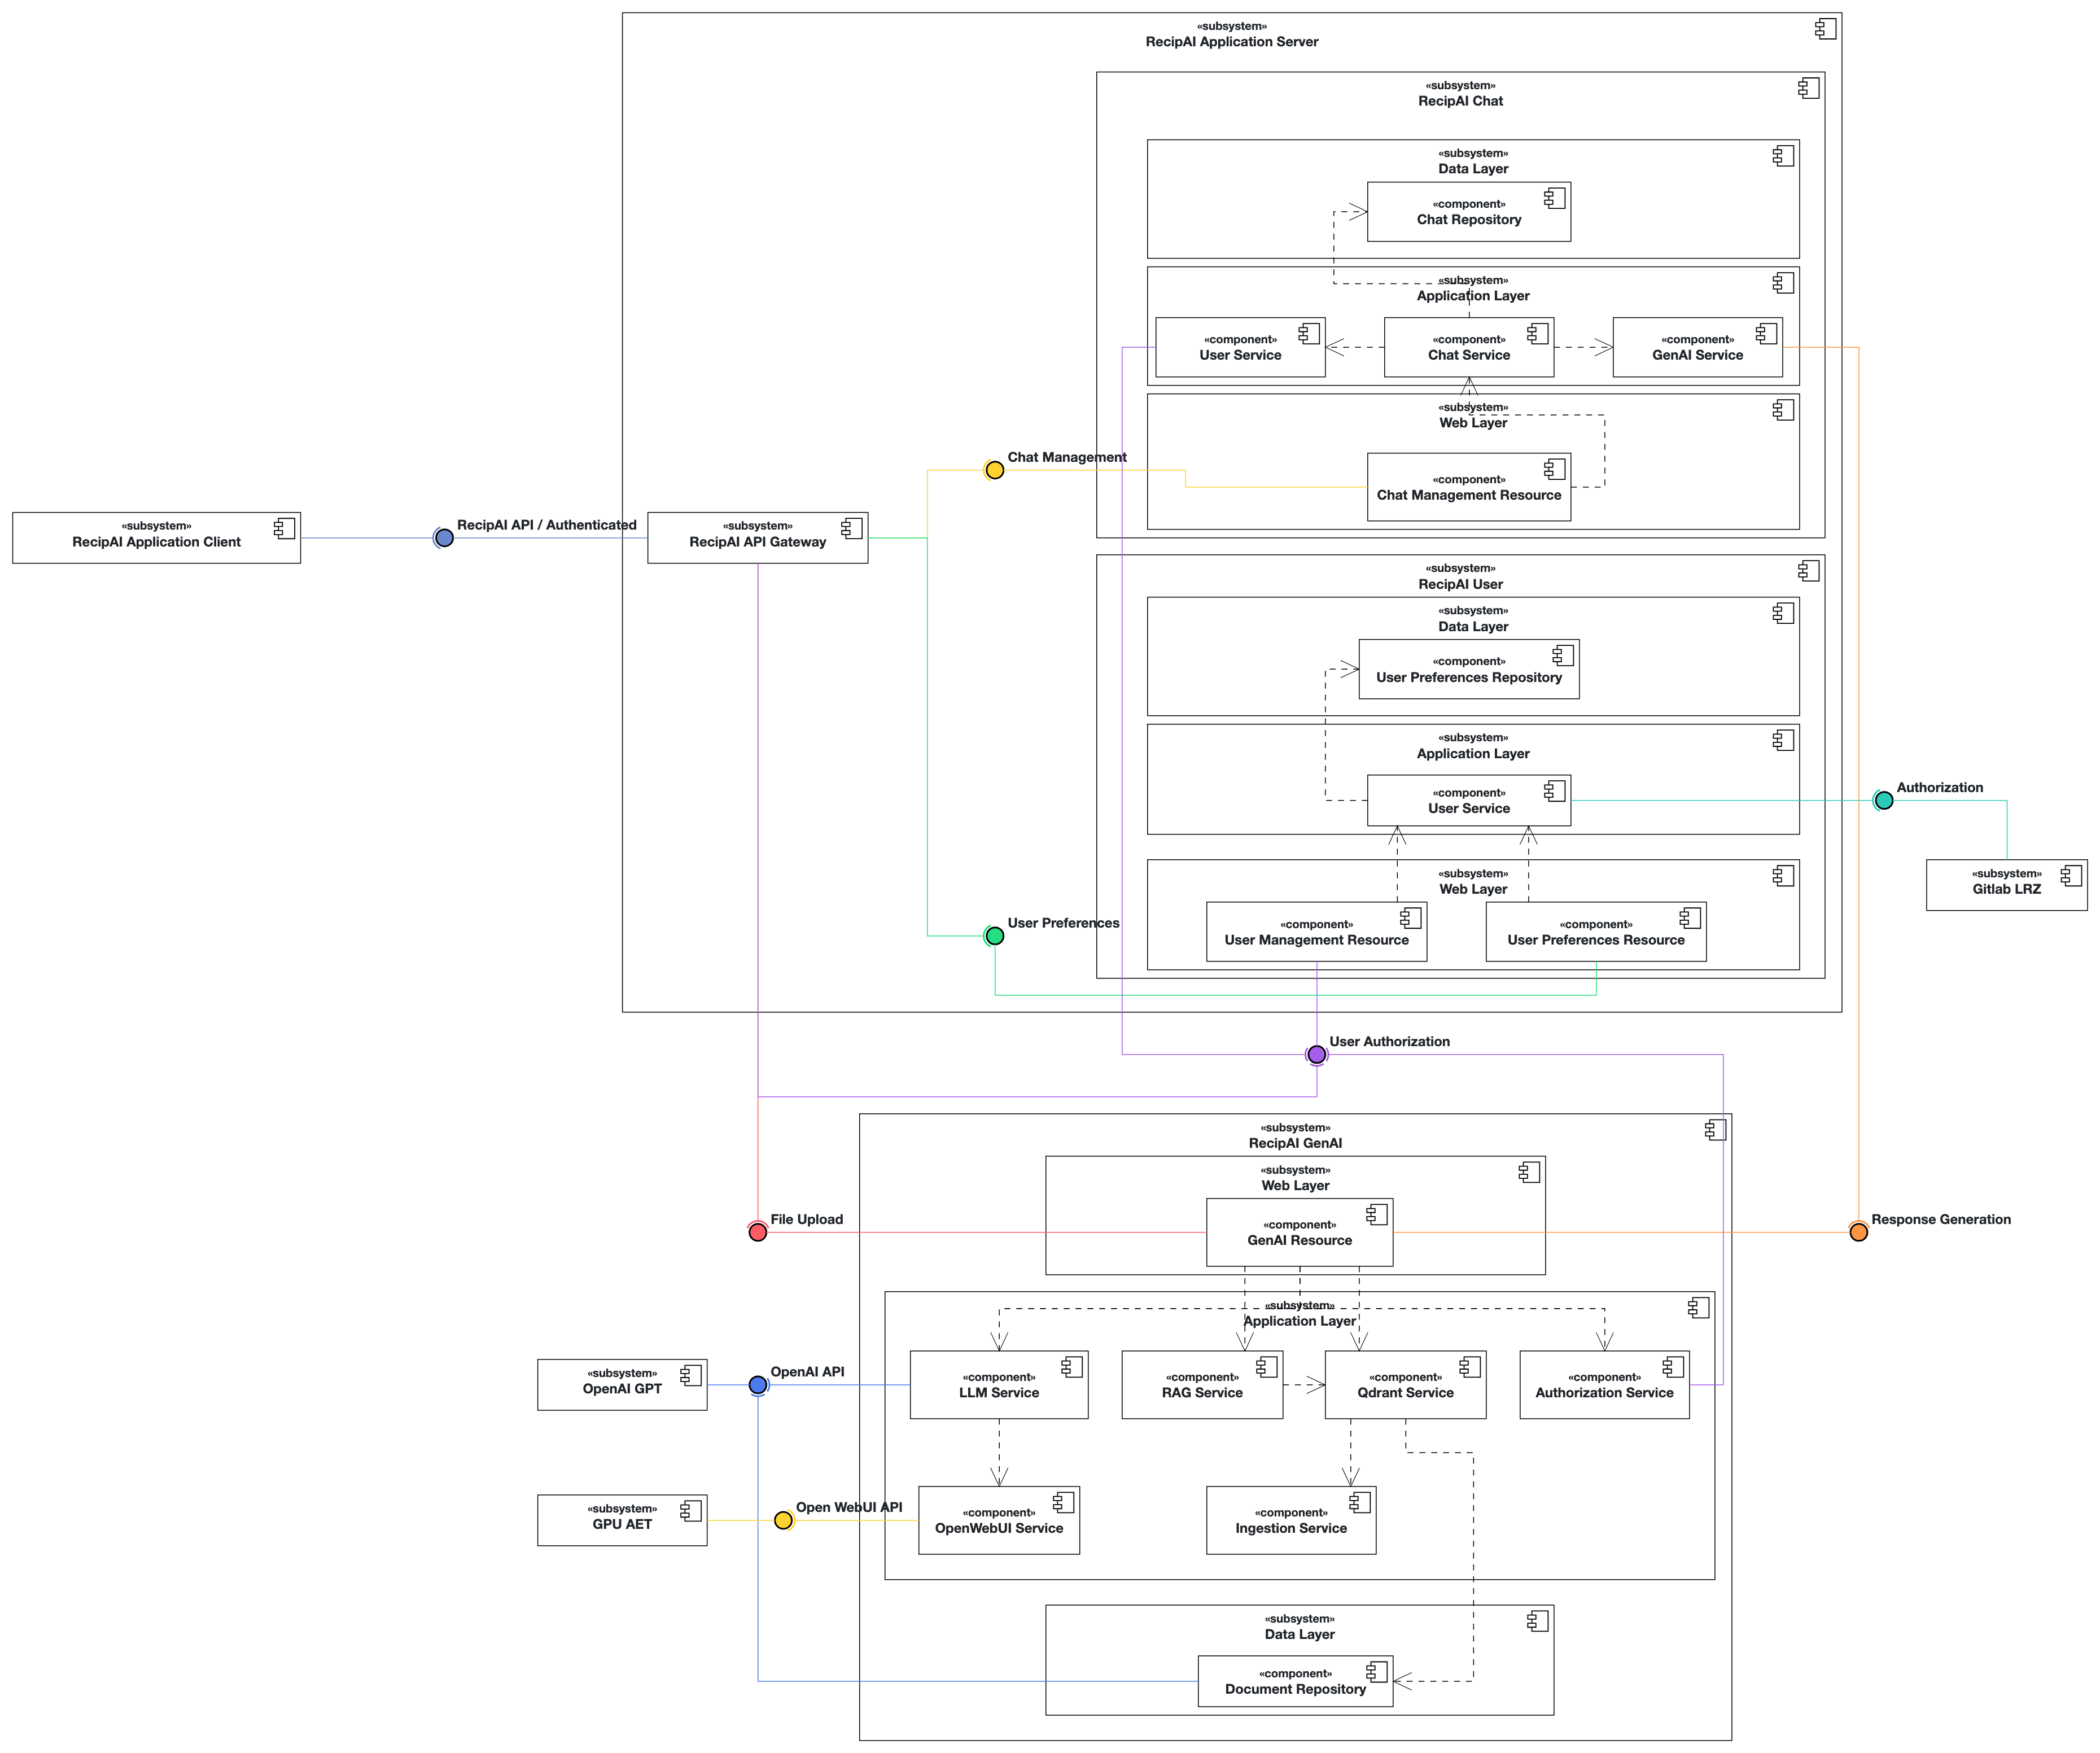 «subsystem»
RecipAI Application Server
«subsystem»
RecipAI Chat
«subsystem»
Data Layer
«component»
Chat Repository
«subsystem»
Application Layer
«component»
User Service
«component»
Chat Service
«component»
GenAI Service
«subsystem»
Web Layer
Chat Management
«component»
Chat Management Resource
«subsystem»
RecipAI Application Client
RecipAI API / Authenticated
«subsystem»
RecipAI API Gateway
«subsystem»
RecipAI User
«subsystem»
Data Layer
«component»
User Preferences Repository
«subsystem»
Application Layer
«component»
User Service
Authorization
«subsystem»
Gitlab LRZ
«subsystem»
Web Layer
User Preferences
«component»
User Management Resource
«component»
User Preferences Resource
User Authorization
«subsystem»
RecipAI GenAI
«subsystem»
Web Layer
File Upload
«component»
GenAI Resource
Response Generation
«subsystem»
Application Layer
«subsystem»
OpenAI GPT
OpenAI API
«component»
LLM Service
«component»
RAG Service
«component»
Qdrant Service
«component»
Authorization Service
«subsystem»
GPU AET
Open WebUI API
«component»
OpenWebUI Service
«component»
Ingestion Service
«subsystem»
Data Layer
«component»
Document Repository